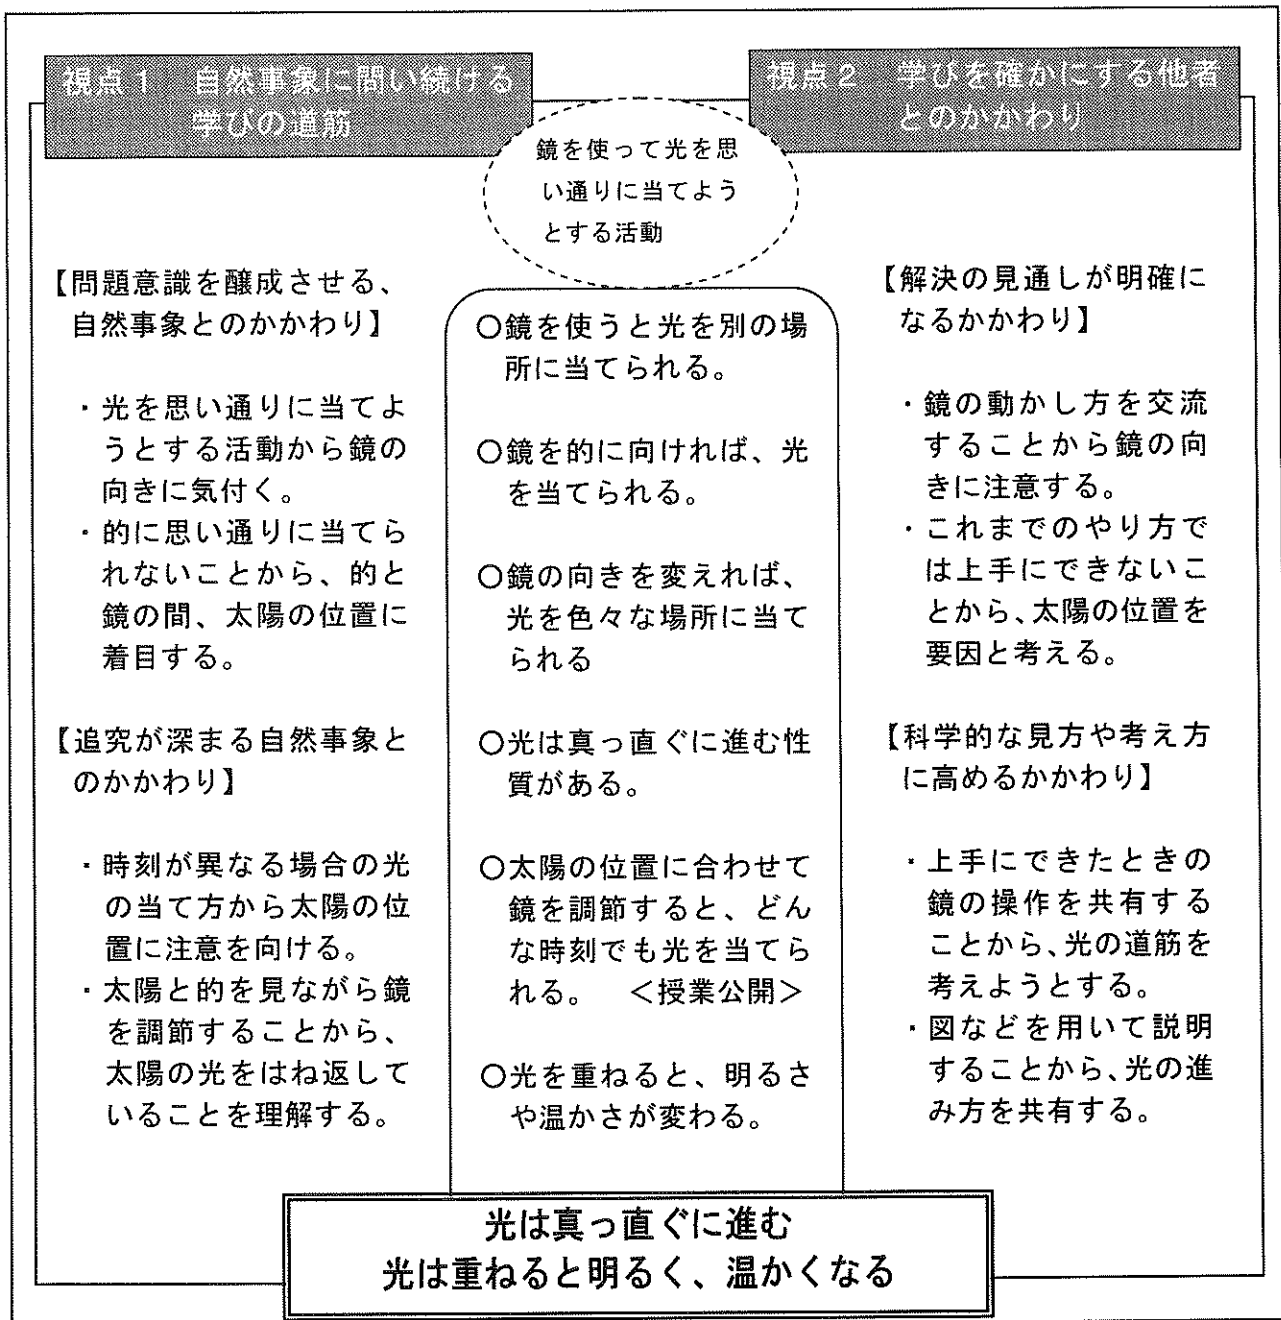 視点１　自然事象に問い続ける
学びの道筋
視点２　学びを確かにする他者
とのかかわり
鏡を使って光を思
い通りに当てよう
とする活動
【問題意識を醸成させる、
自然事象とのかかわり】
・光を思い通りに当てよ
うとする活動から鏡の
向きに気付く。
・的に思い通りに当てら
れないことから、的と
鏡の間、太陽の位置に
着目する。
【追究が深まる自然事象と
のかかわり】
・時刻が異なる場合の光
の当て方から太陽の位
置に注意を向ける。
・太陽と的を見ながら鏡
を調節することから、
太陽の光をはね返して
いることを理解する。
○鏡を使うと光を別の場
所に当てられる。
○鏡を的に向ければ、光
を当てられる。
○鏡の向きを変えれば、
光を色々な場所に当て
られる
○光は真っ直ぐに進む性
質がある。
○太陽の位置に合わせて
鏡を調節すると、どん
な時刻でも光を当てら
れる。　＜授業公開＞
○光を重ねると、明るさ
や温かさが変わる。
【解決の見通しが明確に
なるかかわり】
・鏡の動かし方を交流
することから鏡の向
きに注意する。
・これまでのやり方で
は上手にできないこ
とから、太陽の位置を
要因と考える。
【科学的な見方や考え方
に高めるかかわり】
・上手にできたときの
鏡の操作を共有する
ことから、光の道筋を
考えようとする。
・図などを用いて説明
することから、光の進
み方を共有する。
光は真っ直ぐに進む
光は重ねると明るく、温かくなる